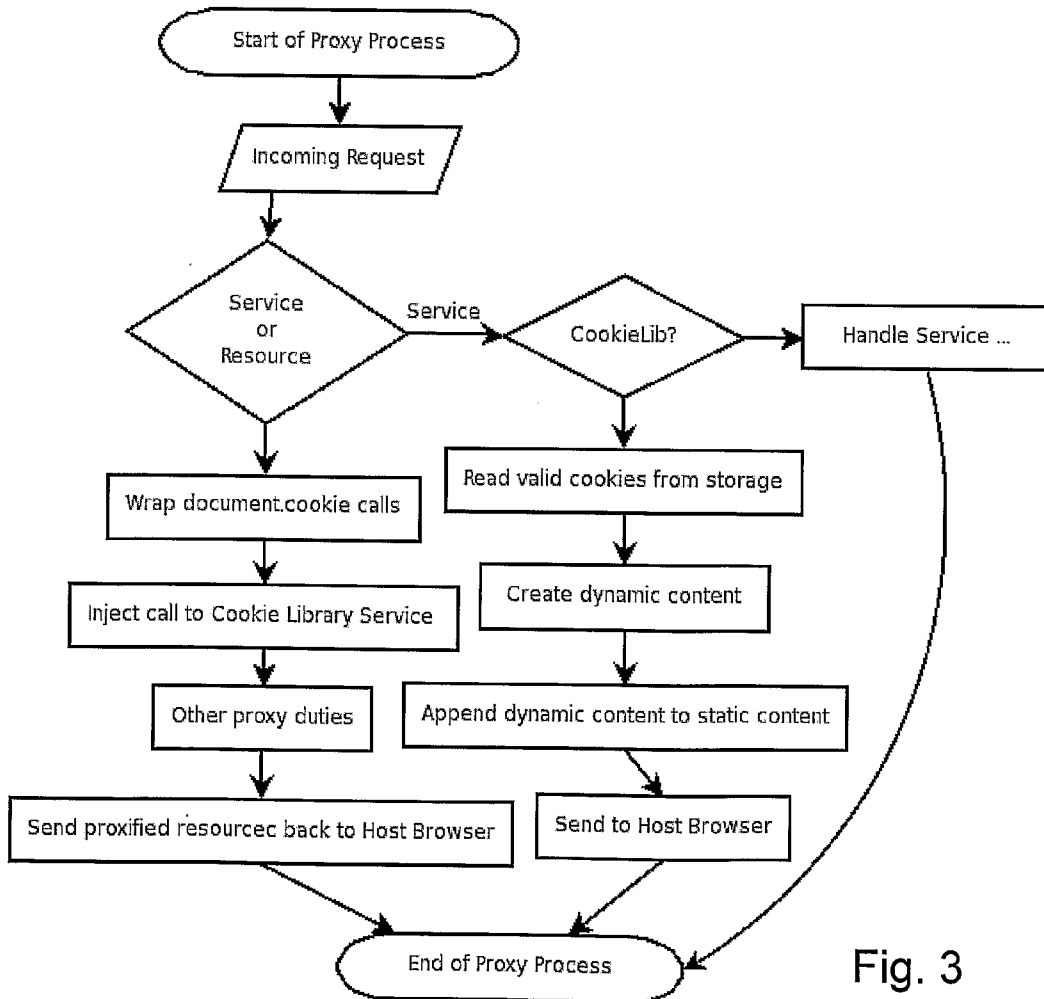 Start of Proxy Process
Incoming Request
Service
or
Resource
Service
CookieLib?
Handle Service ...
Wrap document.cookie calls
Read valid cookies from storage
Inject call to Cookie Library Service
Create dynamic content
Other proxy duties
Append dynamic content to static content
Send proxified resourcec back to Host Browser
Send to Host Browser
End of Proxy Process
Fig. 3